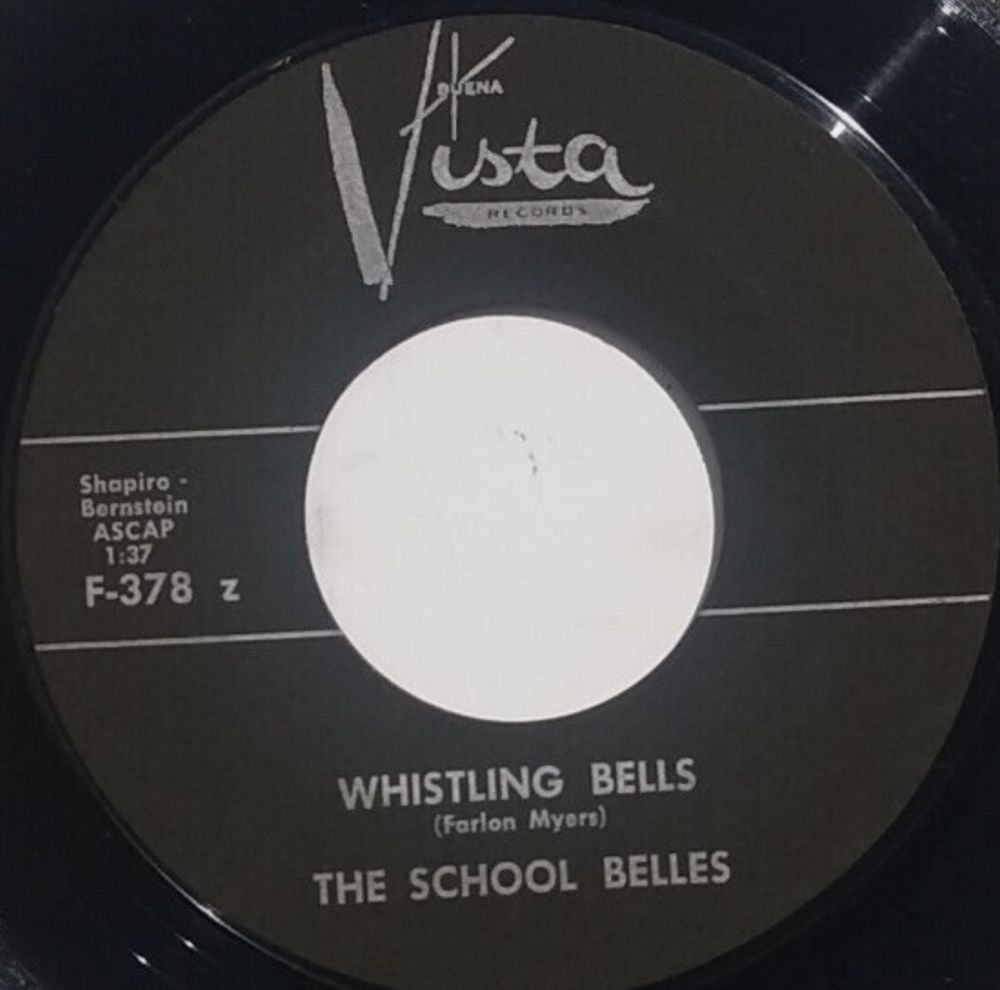 BUENA
Vista
RECORDS
Shapiro -
Bernstein
ASCAP
1:37
F-378 z
WHISTLING BELLS
(Farlon Myers)
THE SCHOOL BELLES